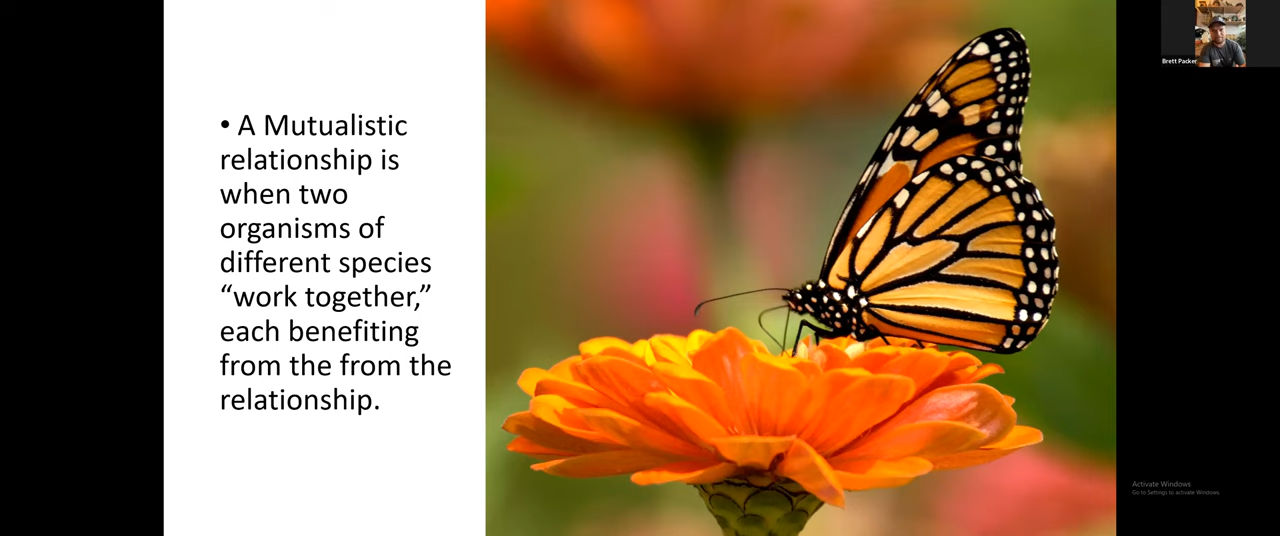 • A Mutualistic
relationship is
when two
organisms of
different species
“work together,”
each benefiting
from the from the
relationship.
Brett Packer
Activate Windows
Go to Settings to activate Windows.